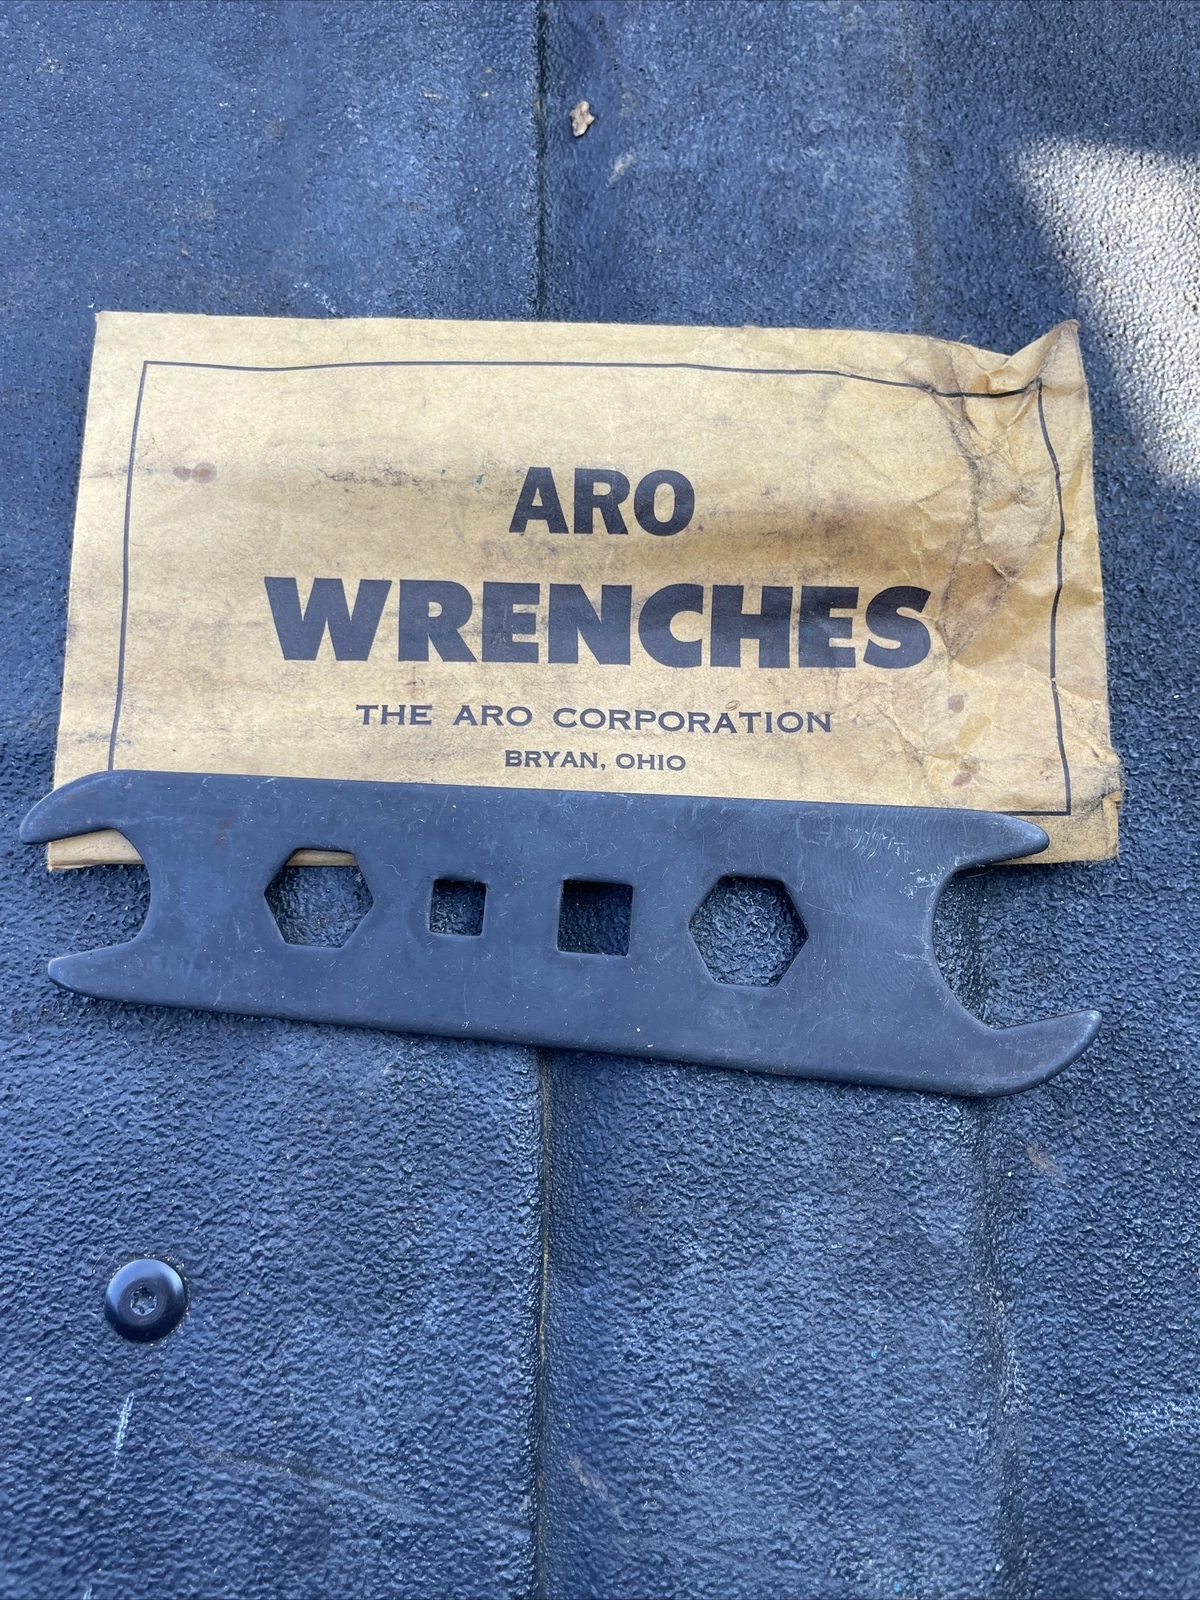 ARO
WRENCHES
THE ARO CORPORATION
BRYAN, OHIO